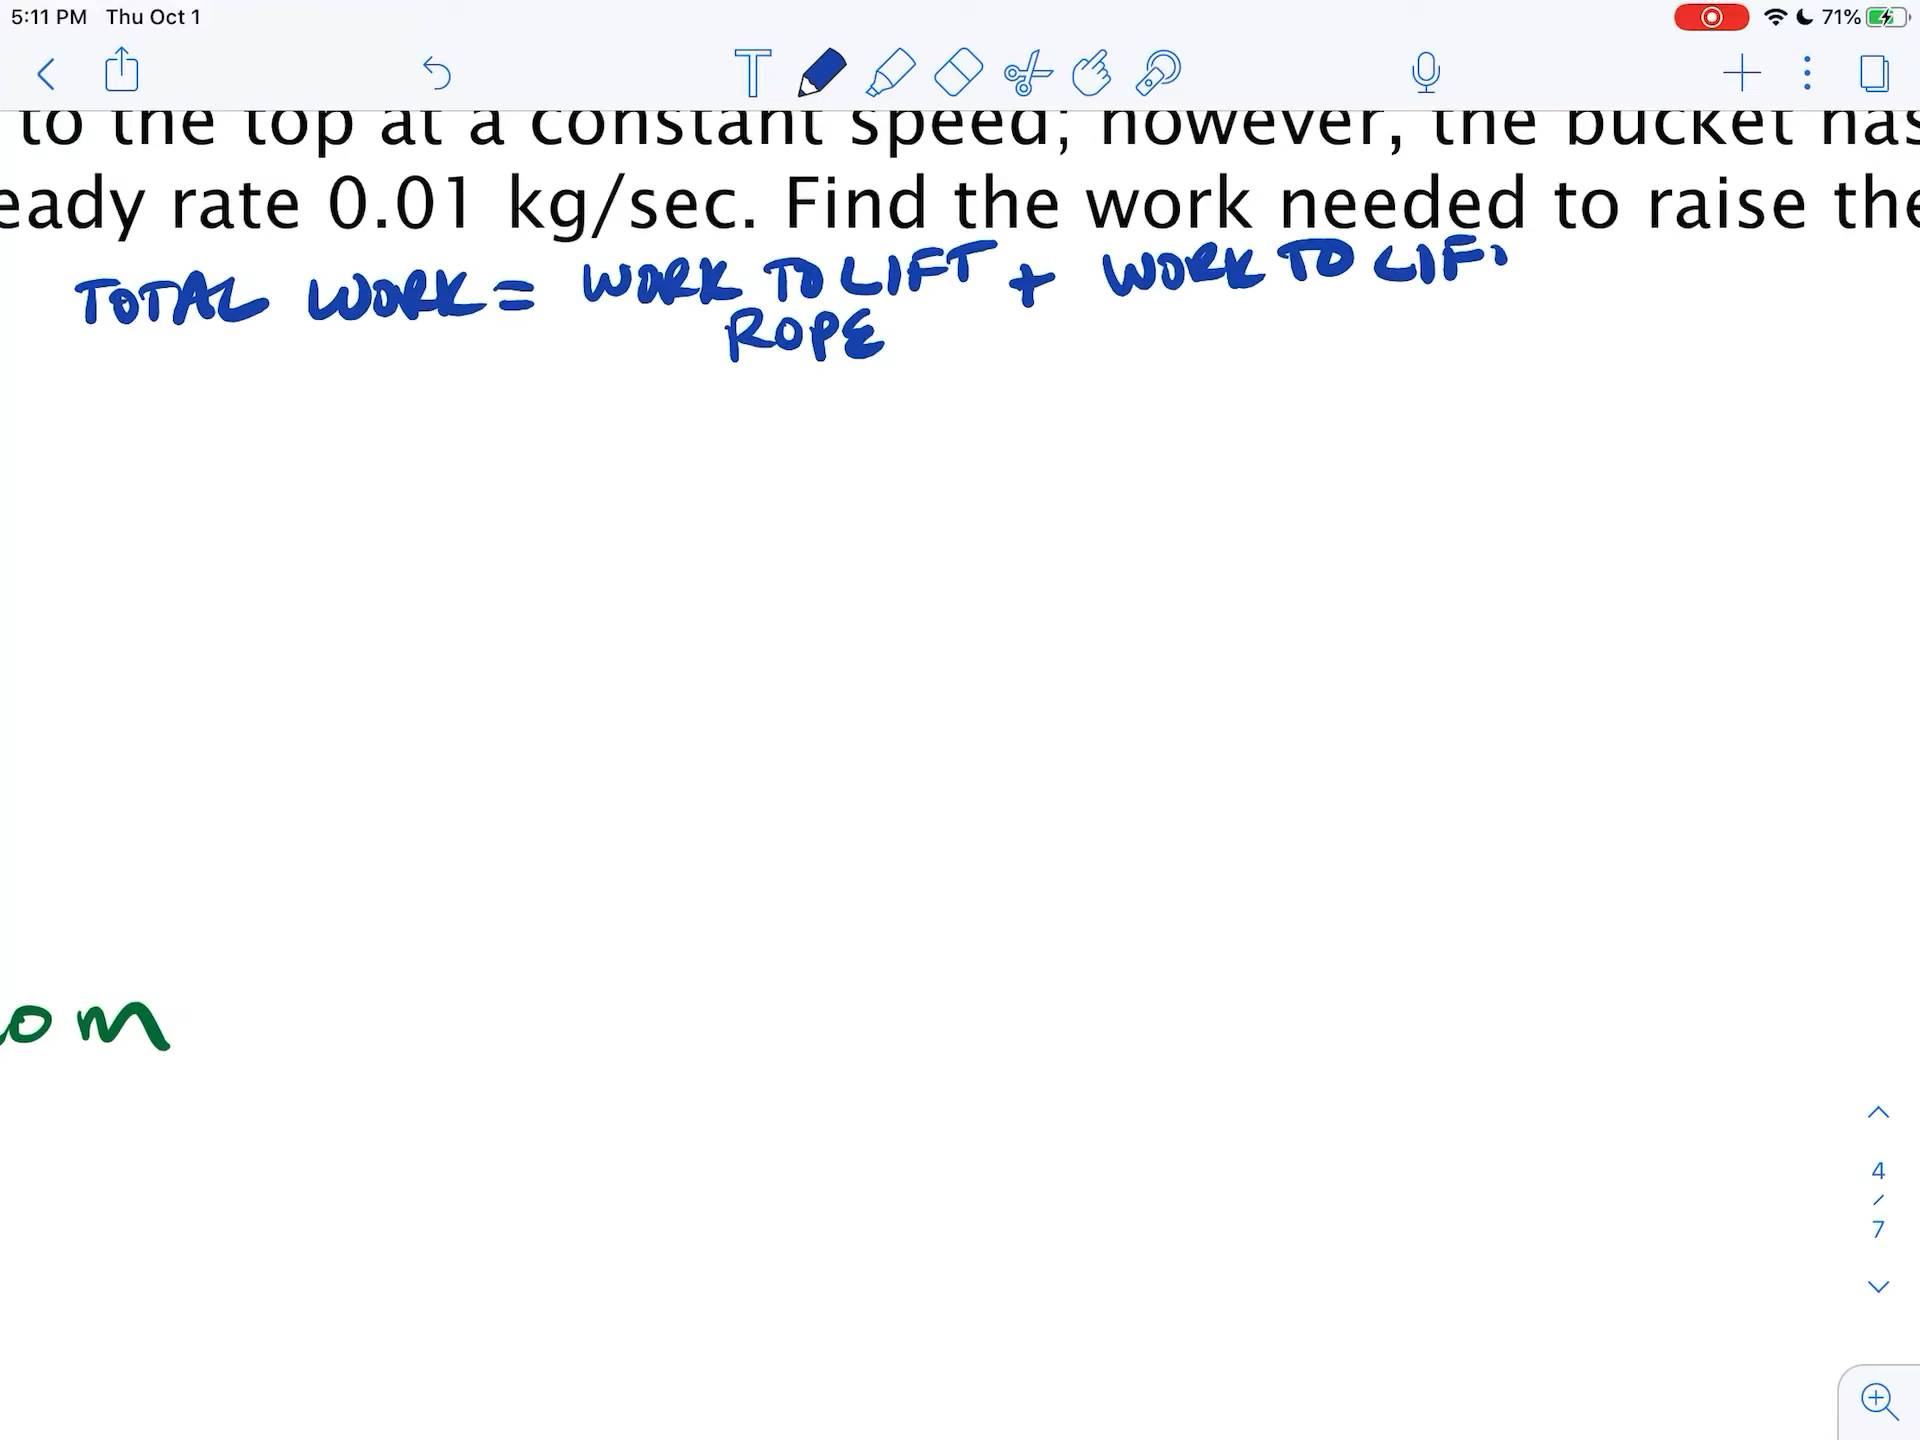 5:11 PM Thu Oct 1
71%
T
to the top at a constant speed; however, the bucket has
eady rate 0.01 kg/sec. Find the work needed to raise the
TOTAL WORK = WORK TO LIFT + WORK TO LIF
ROPE
om
4
/
7